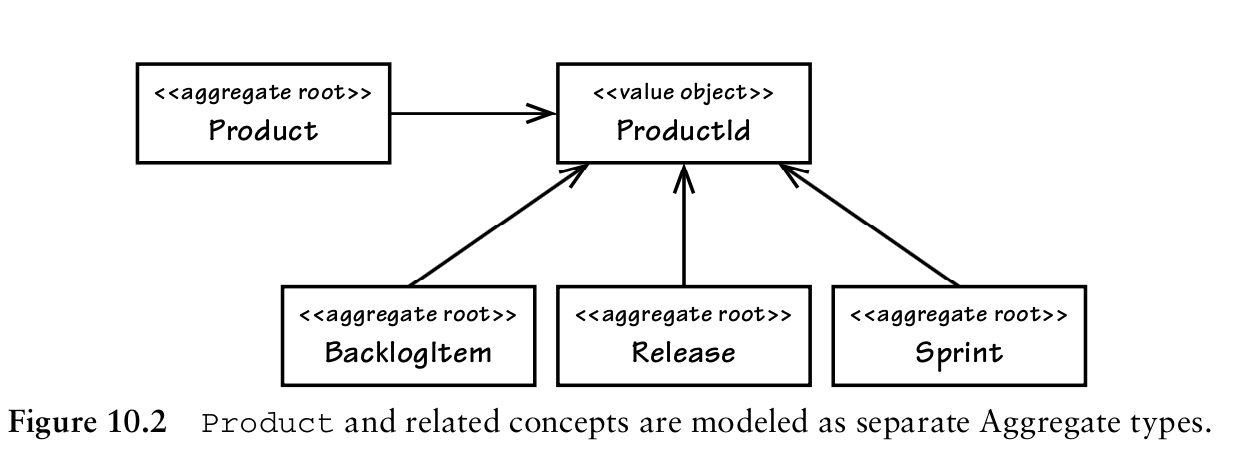 <<aggregate root>>
Product
<<value object>>
ProductId
<<aggregate root>>
BacklogItem
<<aggregate root>>
Release
<<aggregate root>>
Sprint
Figure 10.2 Product and related concepts are modeled as separate Aggregate types.